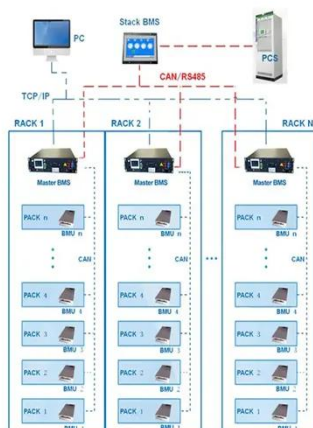 PC
Stack BMS
PCS
CAN/RS485
TCP/IP
RACK 1
RACK 2
RACK N
Master BMS
Master BMS
Master BMS
PACK n
BMU n
PACK n
BMU n
PACK n
BMU n
CAN
CAN
CAN
PACK 4
BMU 4
PACK 4
BMU 4
PACK 4
BMU 4
PACK 3
BMU 3
PACK 3
BMU 3
PACK 3
BMU 3
PACK 2
BMU 2
PACK 2
BMU 2
PACK 2
BMU 2
PACK 1
PACK 1
PACK 1